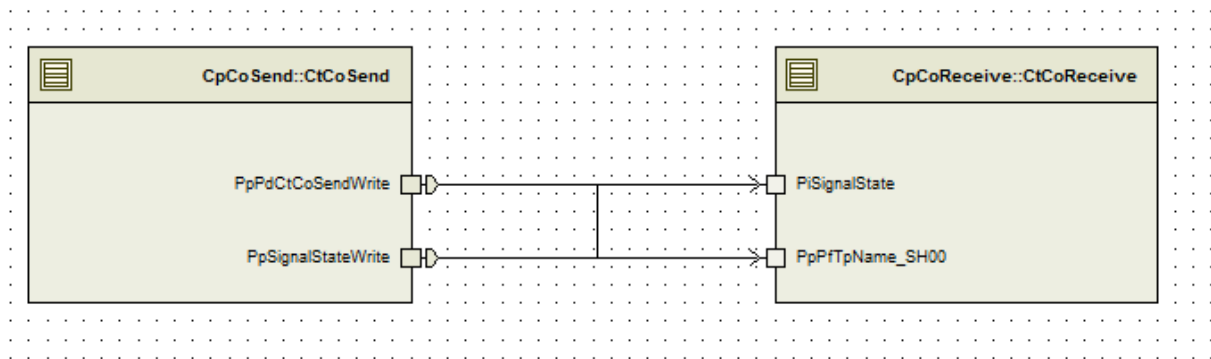 CpCoSend::CtCoSend
CpCoReceive::CtCoReceive
PpPdCtCoSendWrite
PiSignalState
PpSignalStateWrite
PpPfTpName_SH00